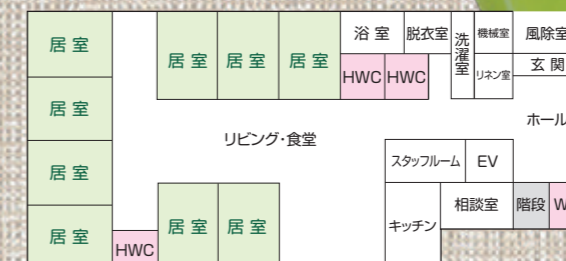 居室
居室
居室
居室
居室
居室
居室
浴室
脱衣室
洗濯室
機械室
リネン室
風除室
玄関
HWC
HWC
ホール
リビング・食堂
スタッフルーム
EV
相談室
階段
W
キッチン
HWC
居室
居室